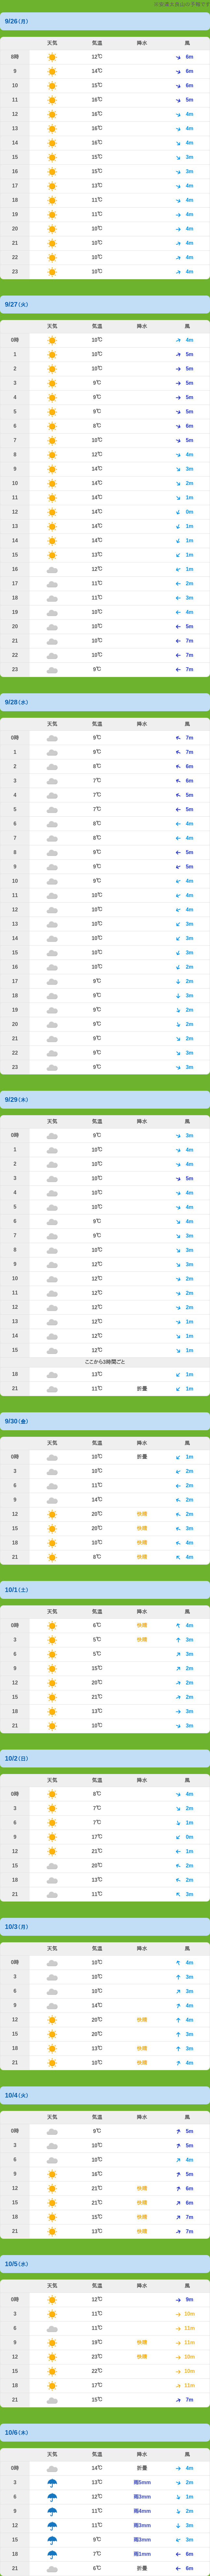 ※安達太良山の予報です
9/26(月)
天気 気温 降水 風
8時 12℃ 6m
9 14℃ 6m
10 15℃ 6m
11 16℃ 5m
12 16℃ 4m
13 16℃ 4m
14 16℃ 4m
15 15℃ 3m
16 15℃ 3m
17 13℃ 4m
18 11℃ 4m
19 11℃ 4m
20 10℃ 4m
21 10℃ 4m
22 10℃ 4m
23 10℃ 4m
9/27(火)
天気 気温 降水 風
0時 10℃ 4m
1 10℃ 5m
2 10℃ 5m
3 9℃ 5m
4 9℃ 5m
5 9℃ 5m
6 8℃ 6m
7 10℃ 5m
8 12℃ 4m
9 14℃ 3m
10 14℃ 2m
11 14℃ 1m
12 14℃ 0m
13 14℃ 1m
14 14℃ 1m
15 13℃ 1m
16 12℃ 1m
17 11℃ 2m
18 11℃ 3m
19 10℃ 4m
20 10℃ 5m
21 10℃ 7m
22 10℃ 7m
23 9℃ 7m
9/28(水)
天気 気温 降水 風
0時 9℃ 7m
1 9℃ 7m
2 8℃ 6m
3 7℃ 6m
4 7℃ 5m
5 7℃ 5m
6 8℃ 4m
7 8℃ 4m
8 9℃ 5m
9 9℃ 5m
10 9℃ 4m
11 10℃ 4m
12 10℃ 4m
13 10℃ 3m
14 10℃ 3m
15 10℃ 3m
16 10℃ 2m
17 9℃ 2m
18 9℃ 3m
19 9℃ 2m
20 9℃ 2m
21 8℃ 2m
22 9℃ 3m
23 9℃ 3m
9/29(木)
天気 気温 降水 風
0時 9℃ 3m
1 10℃ 4m
2 10℃ 4m
3 10℃ 5m
4 10℃ 4m
5 10℃ 4m
6 9℃ 4m
7 9℃ 3m
8 10℃ 3m
9 12℃ 3m
10 12℃ 2m
11 12℃ 2m
12 12℃ 2m
13 12℃ 1m
14 12℃ 1m
15 12℃ 1m
ここから3時間ごと
18 13℃ 1m
21 11℃ 折畳 1m
9/30(金)
天気 気温 降水 風
0時 10℃ 折畳 1m
3 10℃ 2m
6 11℃ 2m
9 14℃ 2m
12 20℃ 快晴 2m
15 20℃ 快晴 3m
18 10℃ 快晴 4m
21 8℃ 快晴 4m
10/1(土)
天気 気温 降水 風
0時 6℃ 快晴 4m
3 5℃ 快晴 3m
6 5℃ 3m
9 15℃ 2m
12 20℃ 2m
15 21℃ 2m
18 13℃ 3m
21 10℃ 3m
10/2(日)
天気 気温 降水 風
0時 8℃ 4m
3 7℃ 2m
6 7℃ 1m
9 17℃ 0m
12 21℃ 1m
15 20℃ 2m
18 13℃ 2m
21 11℃ 3m
10/3(月)
天気 気温 降水 風
0時 10℃ 4m
3 10℃ 3m
6 10℃ 3m
9 14℃ 4m
12 20℃ 快晴 4m
15 20℃ 3m
18 13℃ 快晴 3m
21 10℃ 快晴 4m
10/4(火)
天気 気温 降水 風
0時 9℃ 5m
3 10℃ 5m
6 10℃ 4m
9 16℃ 5m
12 21℃ 快晴 6m
15 21℃ 快晴 6m
18 15℃ 快晴 7m
21 13℃ 快晴 7m
10/5(水)
天気 気温 降水 風
0時 12℃ 9m
3 11℃ 10m
6 11℃ 11m
9 19℃ 快晴 11m
12 23℃ 快晴 10m
15 22℃ 10m
18 17℃ 11m
21 15℃ 7m
10/6(木)
天気 気温 降水 風
0時 14℃ 折畳 4m
3 13℃ 雨5mm 2m
6 12℃ 雨3mm 1m
9 11℃ 雨4mm 2m
12 11℃ 雨3mm 3m
15 9℃ 雨3mm 3m
18 7℃ 雨1mm 6m
21 6℃ 折畳 6m